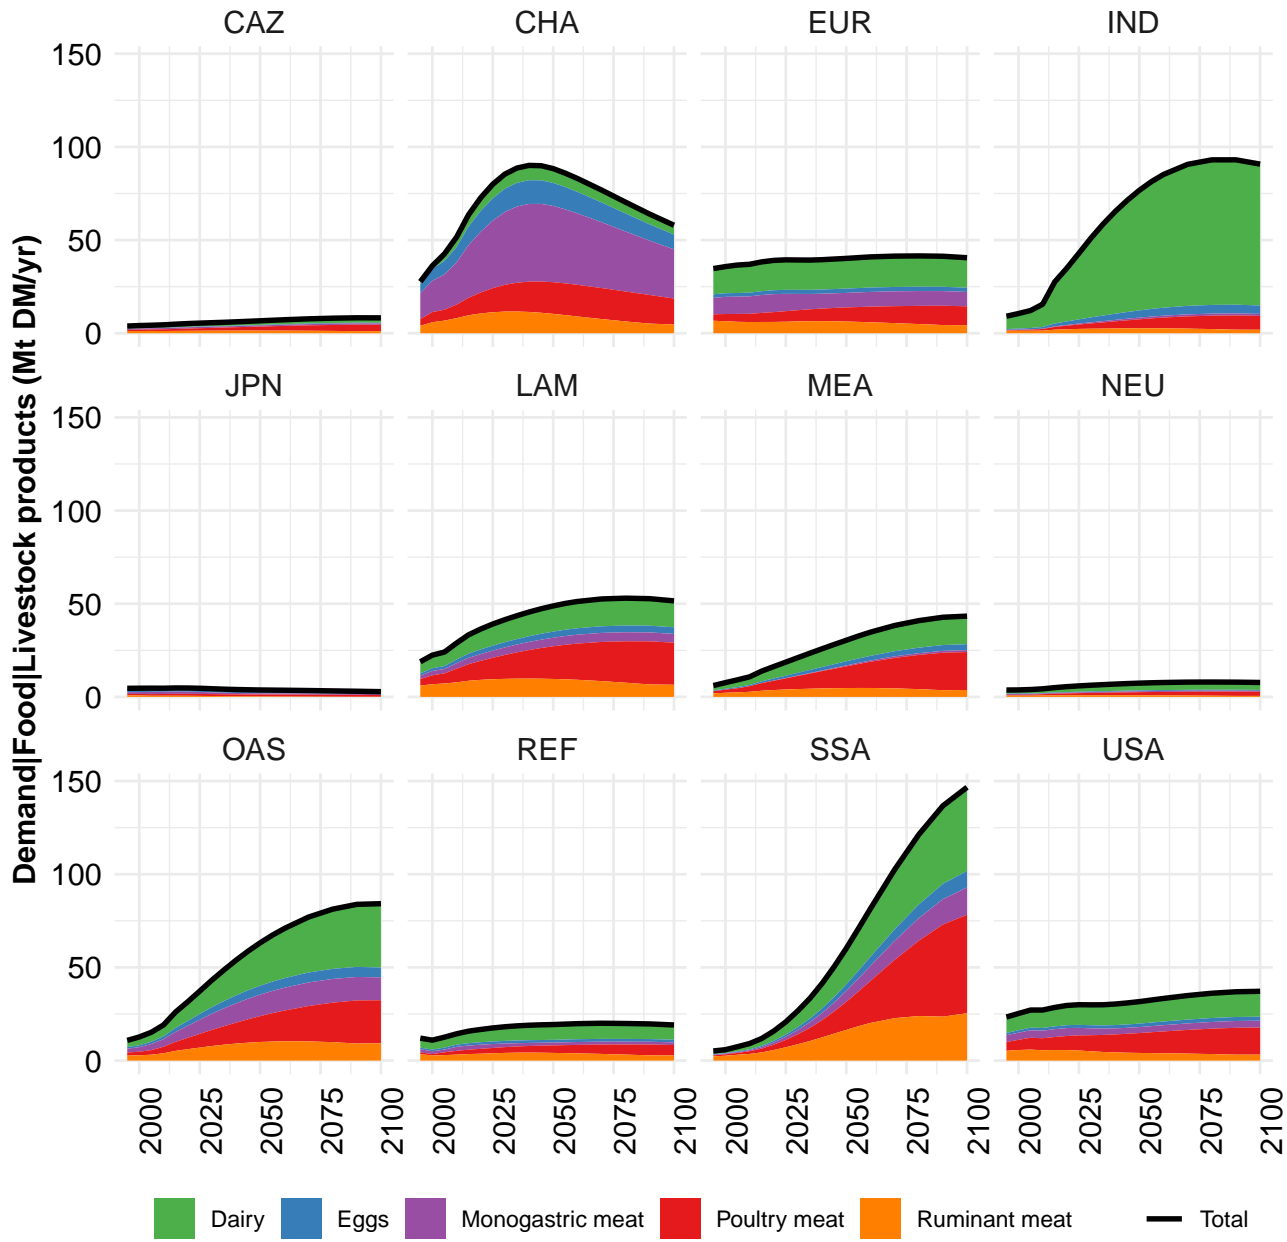 CAZ CHA EUR IND
150
100
50
0
JPN LAM MEA NEU
150
100
50
0
OAS REF SSA USA
150
100
50
0
Demand|Food|Livestock products (Mt DM/yr)
2000 2025 2050 2075 2100 2000 2025 2050 2075 2100 2000 2025 2050 2075 2100 2000 2025 2050 2075 2100
Dairy Eggs Monogastric meat Poultry meat Ruminant meat Total